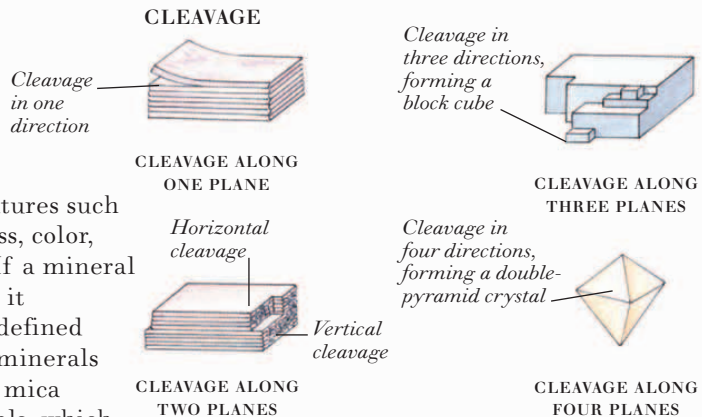 CLEAVAGE
Cleavage
in one
direction
CLEAVAGE ALONG
ONE PLANE
Cleavage in
three directions,
forming a
block cube
CLEAVAGE ALONG
THREE PLANES
tures such
ss, color,
If a mineral
it
defined
minerals
mica
Horizontal
cleavage
Vertical
cleavage
CLEAVAGE ALONG
TWO PLANES
Cleavage in
four directions,
forming a double-
pyramid crystal
CLEAVAGE ALONG
FOUR PLANES